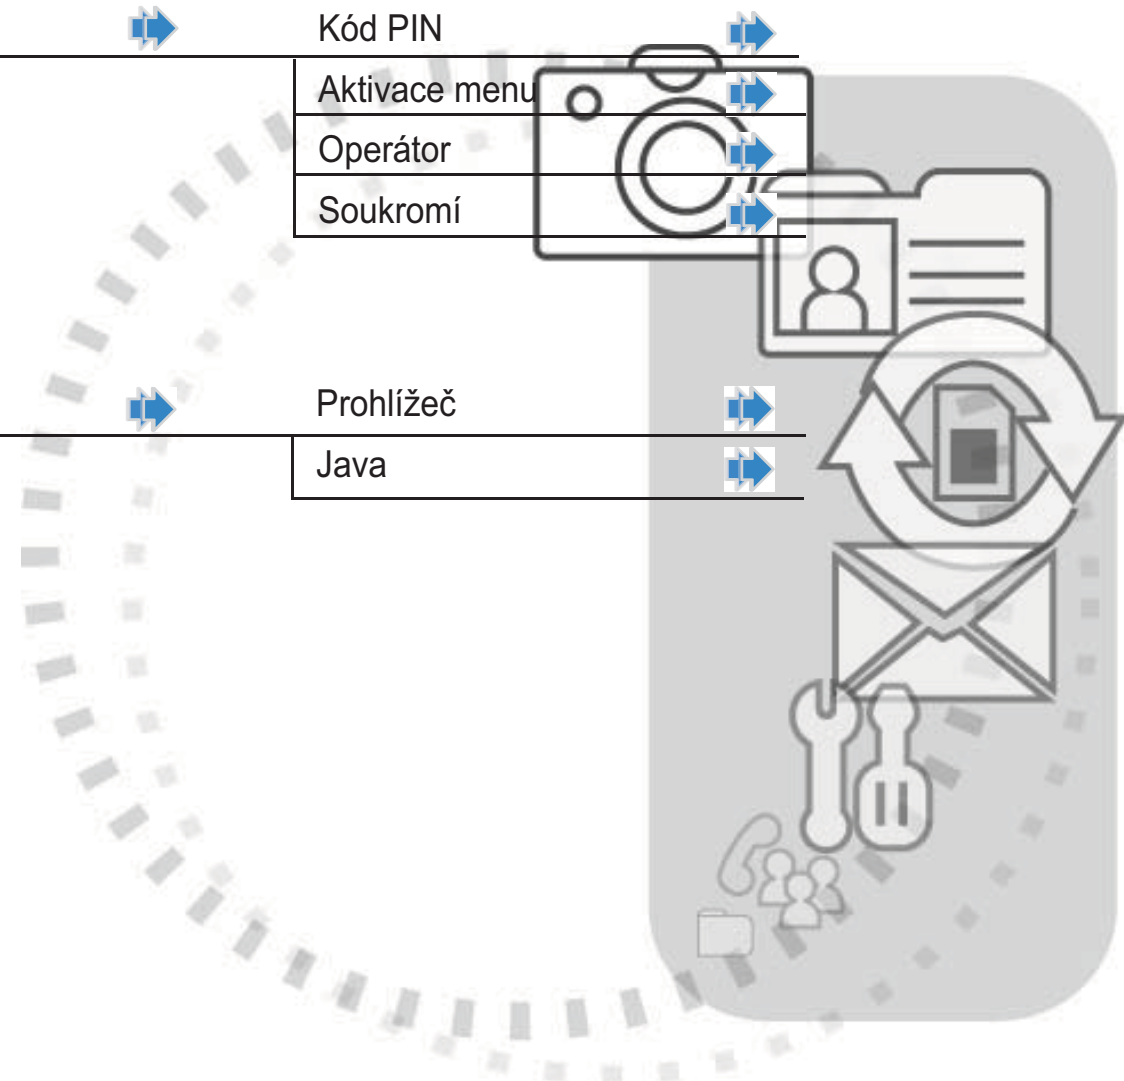 Kód PIN
Aktivace menu
Operátor
Soukromí
Prohlížeč
Java